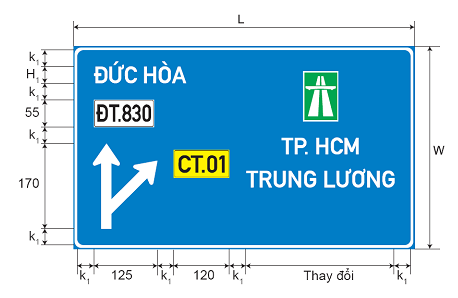 L
k1
H1
k1
55
k1
170
k1
W
ĐỨC HÒA
ĐT.830
CT.01
TP. HCM
TRUNG LƯƠNG
k1
125
k1
120
k1
Thay đổi
k1